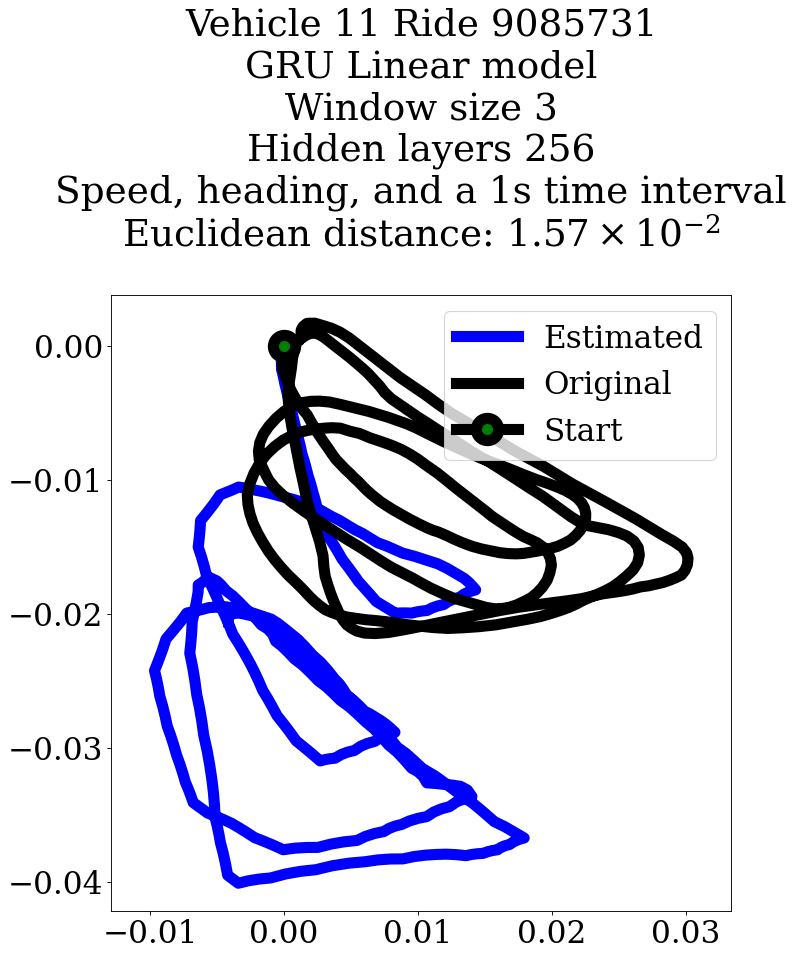 Vehicle 11 Ride 9085731
GRU Linear model
Window size 3
Hidden layers 256
Speed, heading, and a 1s time interval
Euclidean distance: 1.57 × 10⁻²
Estimated
Original
Start
0.00
−0.01
−0.02
−0.03
−0.04
−0.01 0.00 0.01 0.02 0.03